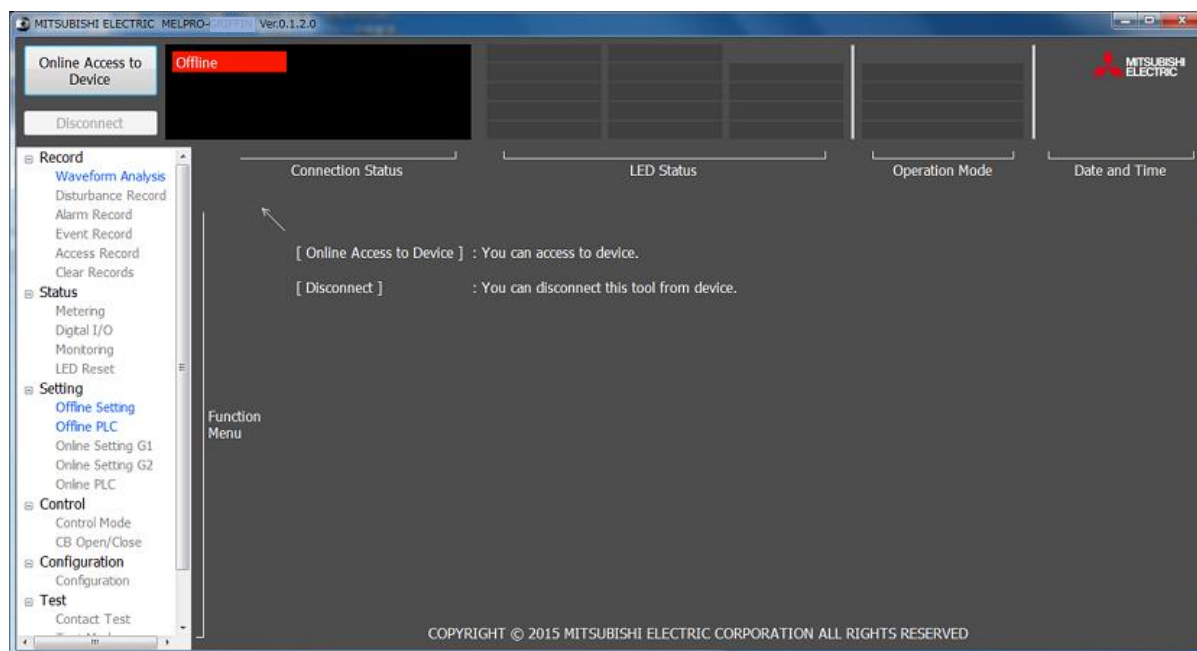 MITSUBISHI ELECTRIC MELPRO-GRIFFIN Ver.0.1.2.0
Online Access to
Device
Offline
Disconnect
MITSUBISHI
ELECTRIC
Connection Status
LED Status
Operation Mode
Date and Time
Record
Waveform Analysis
Disturbance Record
Alarm Record
Event Record
Access Record
Clear Records
Status
Metering
Digital I/O
Monitoring
LED Reset
Setting
Offline Setting
Offline PLC
Online Setting G1
Online Setting G2
Online PLC
Control
Control Mode
CB Open/Close
Configuration
Configuration
Test
Contact Test
Function
Menu
[ Online Access to Device ] : You can access to device.
[ Disconnect ] : You can disconnect this tool from device.
COPYRIGHT © 2015 MITSUBISHI ELECTRIC CORPORATION ALL RIGHTS RESERVED